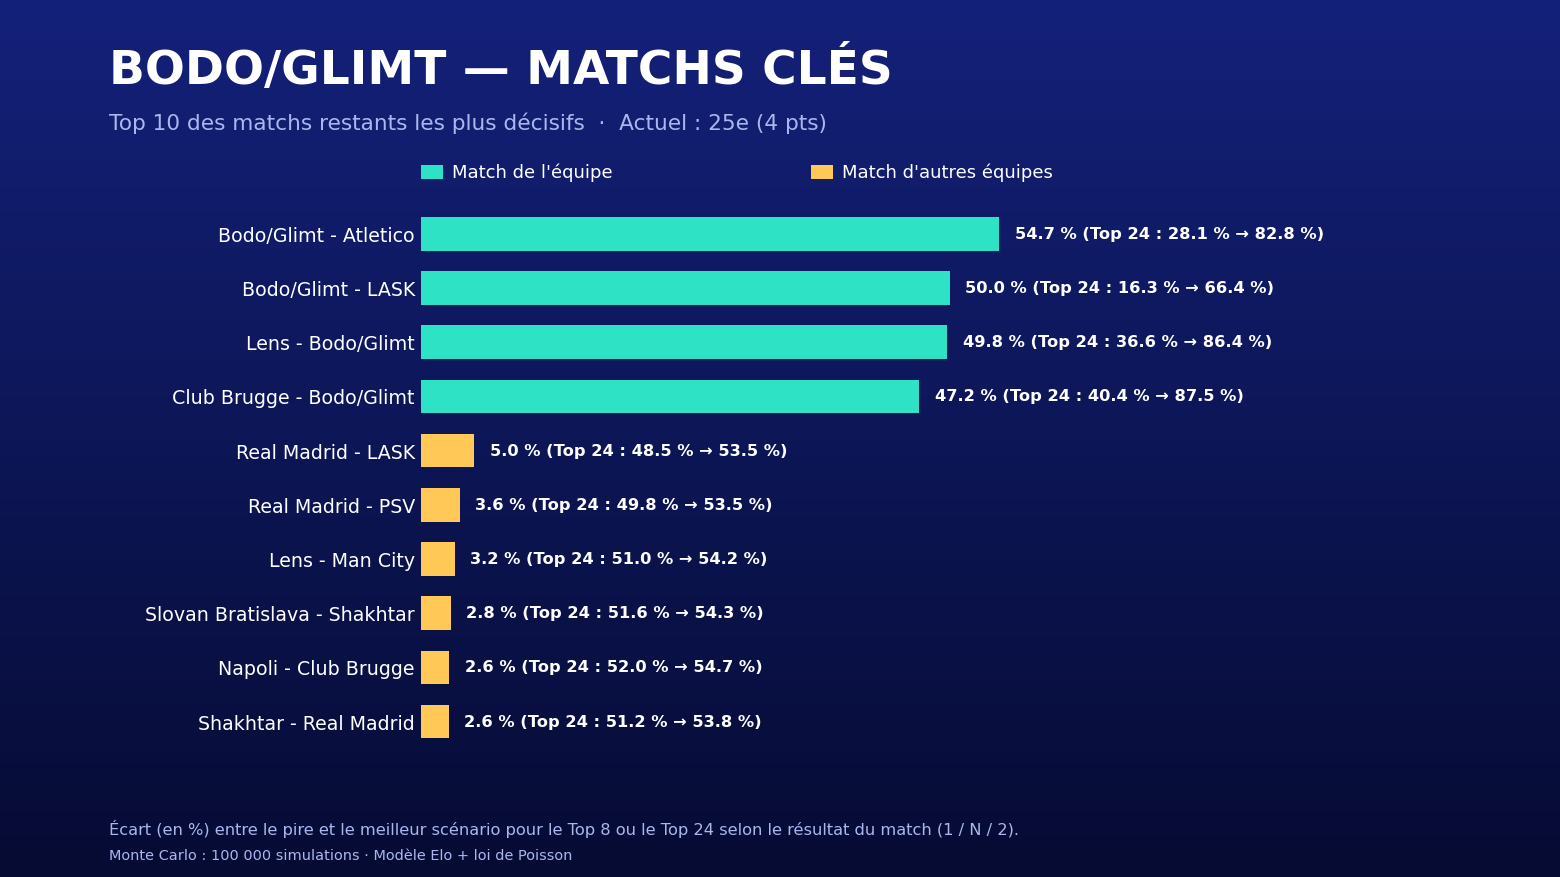 BODO/GLIMT — MATCHS CLÉS
Top 10 des matchs restants les plus décisifs · Actuel : 25e (4 pts)
Match de l'équipe
Match d'autres équipes
Bodo/Glimt - Atletico 54.7 % (Top 24 : 28.1 % → 82.8 %)
Bodo/Glimt - LASK 50.0 % (Top 24 : 16.3 % → 66.4 %)
Lens - Bodo/Glimt 49.8 % (Top 24 : 36.6 % → 86.4 %)
Club Brugge - Bodo/Glimt 47.2 % (Top 24 : 40.4 % → 87.5 %)
Real Madrid - LASK 5.0 % (Top 24 : 48.5 % → 53.5 %)
Real Madrid - PSV 3.6 % (Top 24 : 49.8 % → 53.5 %)
Lens - Man City 3.2 % (Top 24 : 51.0 % → 54.2 %)
Slovan Bratislava - Shakhtar 2.8 % (Top 24 : 51.6 % → 54.3 %)
Napoli - Club Brugge 2.6 % (Top 24 : 52.0 % → 54.7 %)
Shakhtar - Real Madrid 2.6 % (Top 24 : 51.2 % → 53.8 %)
Écart (en %) entre le pire et le meilleur scénario pour le Top 8 ou le Top 24 selon le résultat du match (1 / N / 2).
Monte Carlo : 100 000 simulations · Modèle Elo + loi de Poisson